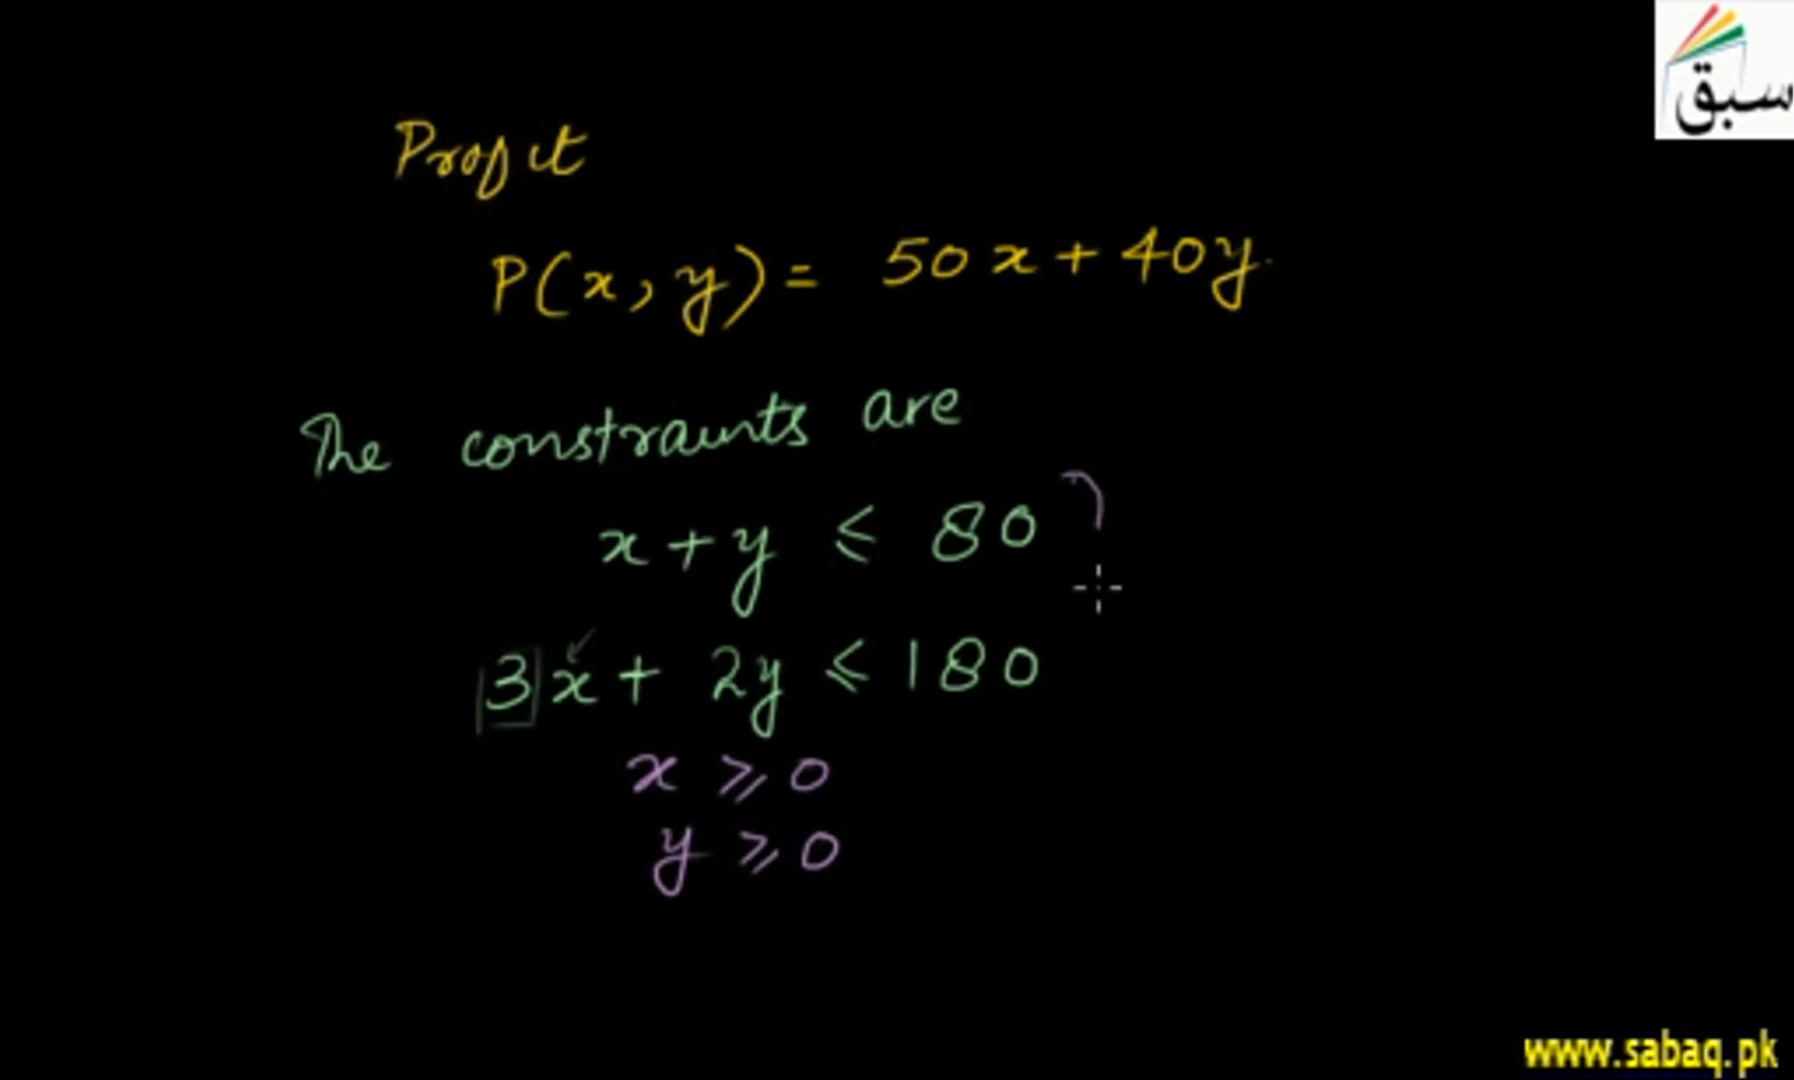 سبق
Profit
P(x, y) = 50x + 40y.
The constraints are
x + y ⩽ 80
3x + 2y ⩽ 180
x ⩾ 0
y ⩾ 0
www.sabaq.pk